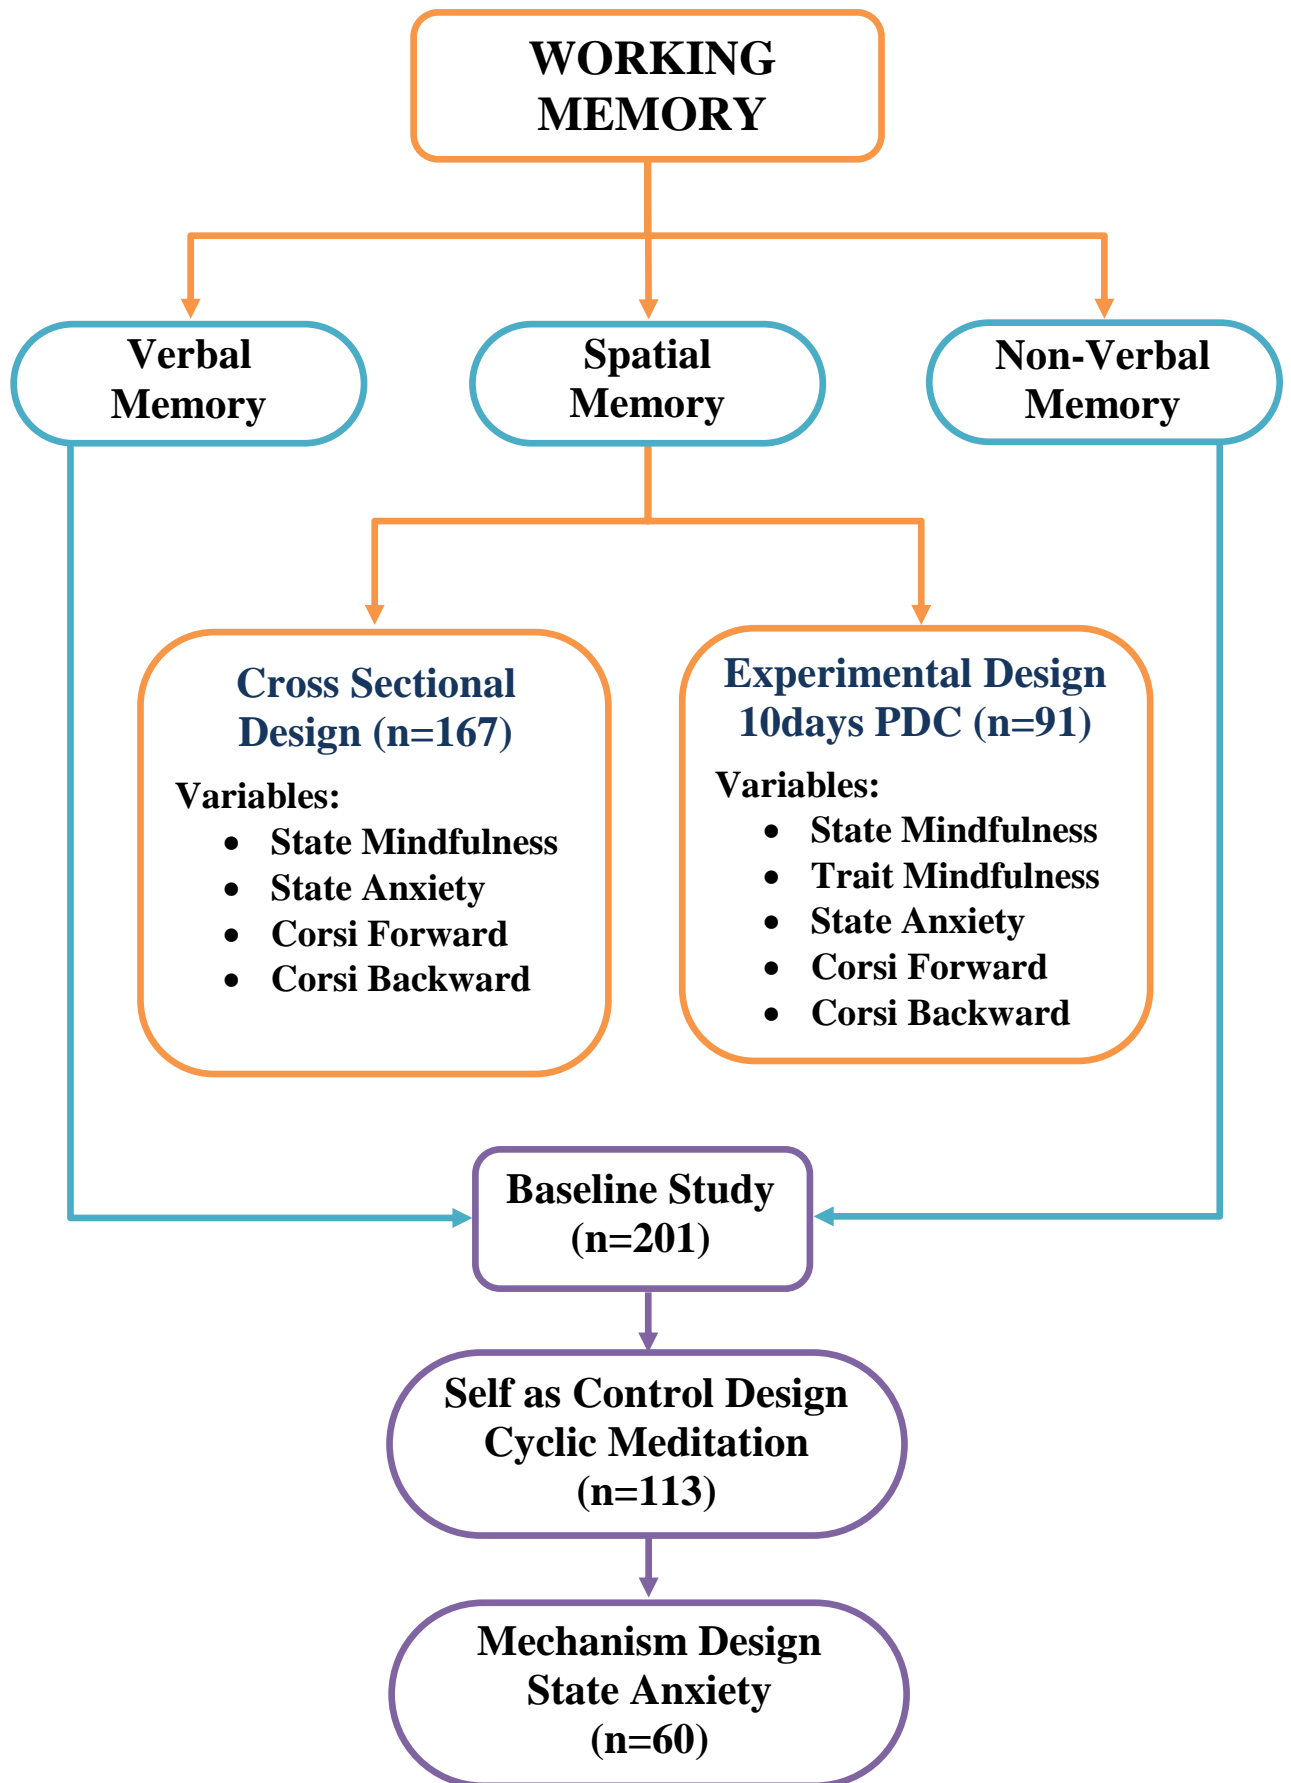 WORKING
MEMORY
Verbal
Memory
Spatial
Memory
Non-Verbal
Memory
Cross Sectional
Design (n=167)
Variables:
• State Mindfulness
• State Anxiety
• Corsi Forward
• Corsi Backward
Experimental Design
10days PDC (n=91)
Variables:
• State Mindfulness
• Trait Mindfulness
• State Anxiety
• Corsi Forward
• Corsi Backward
Baseline Study
(n=201)
Self as Control Design
Cyclic Meditation
(n=113)
Mechanism Design
State Anxiety
(n=60)